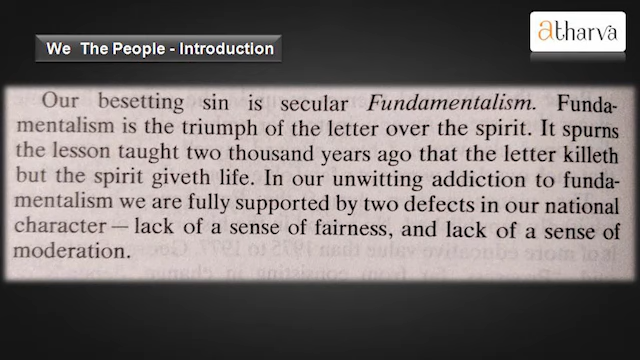 We The People - Introduction
atharva
Our besetting sin is secular Fundamentalism. Funda-
mentalism is the triumph of the letter over the spirit. It spurns
the lesson taught two thousand years ago that the letter killeth
but the spirit giveth life. In our unwitting addiction to funda-
mentalism we are fully supported by two defects in our national
character — lack of a sense of fairness, and lack of a sense of
moderation.